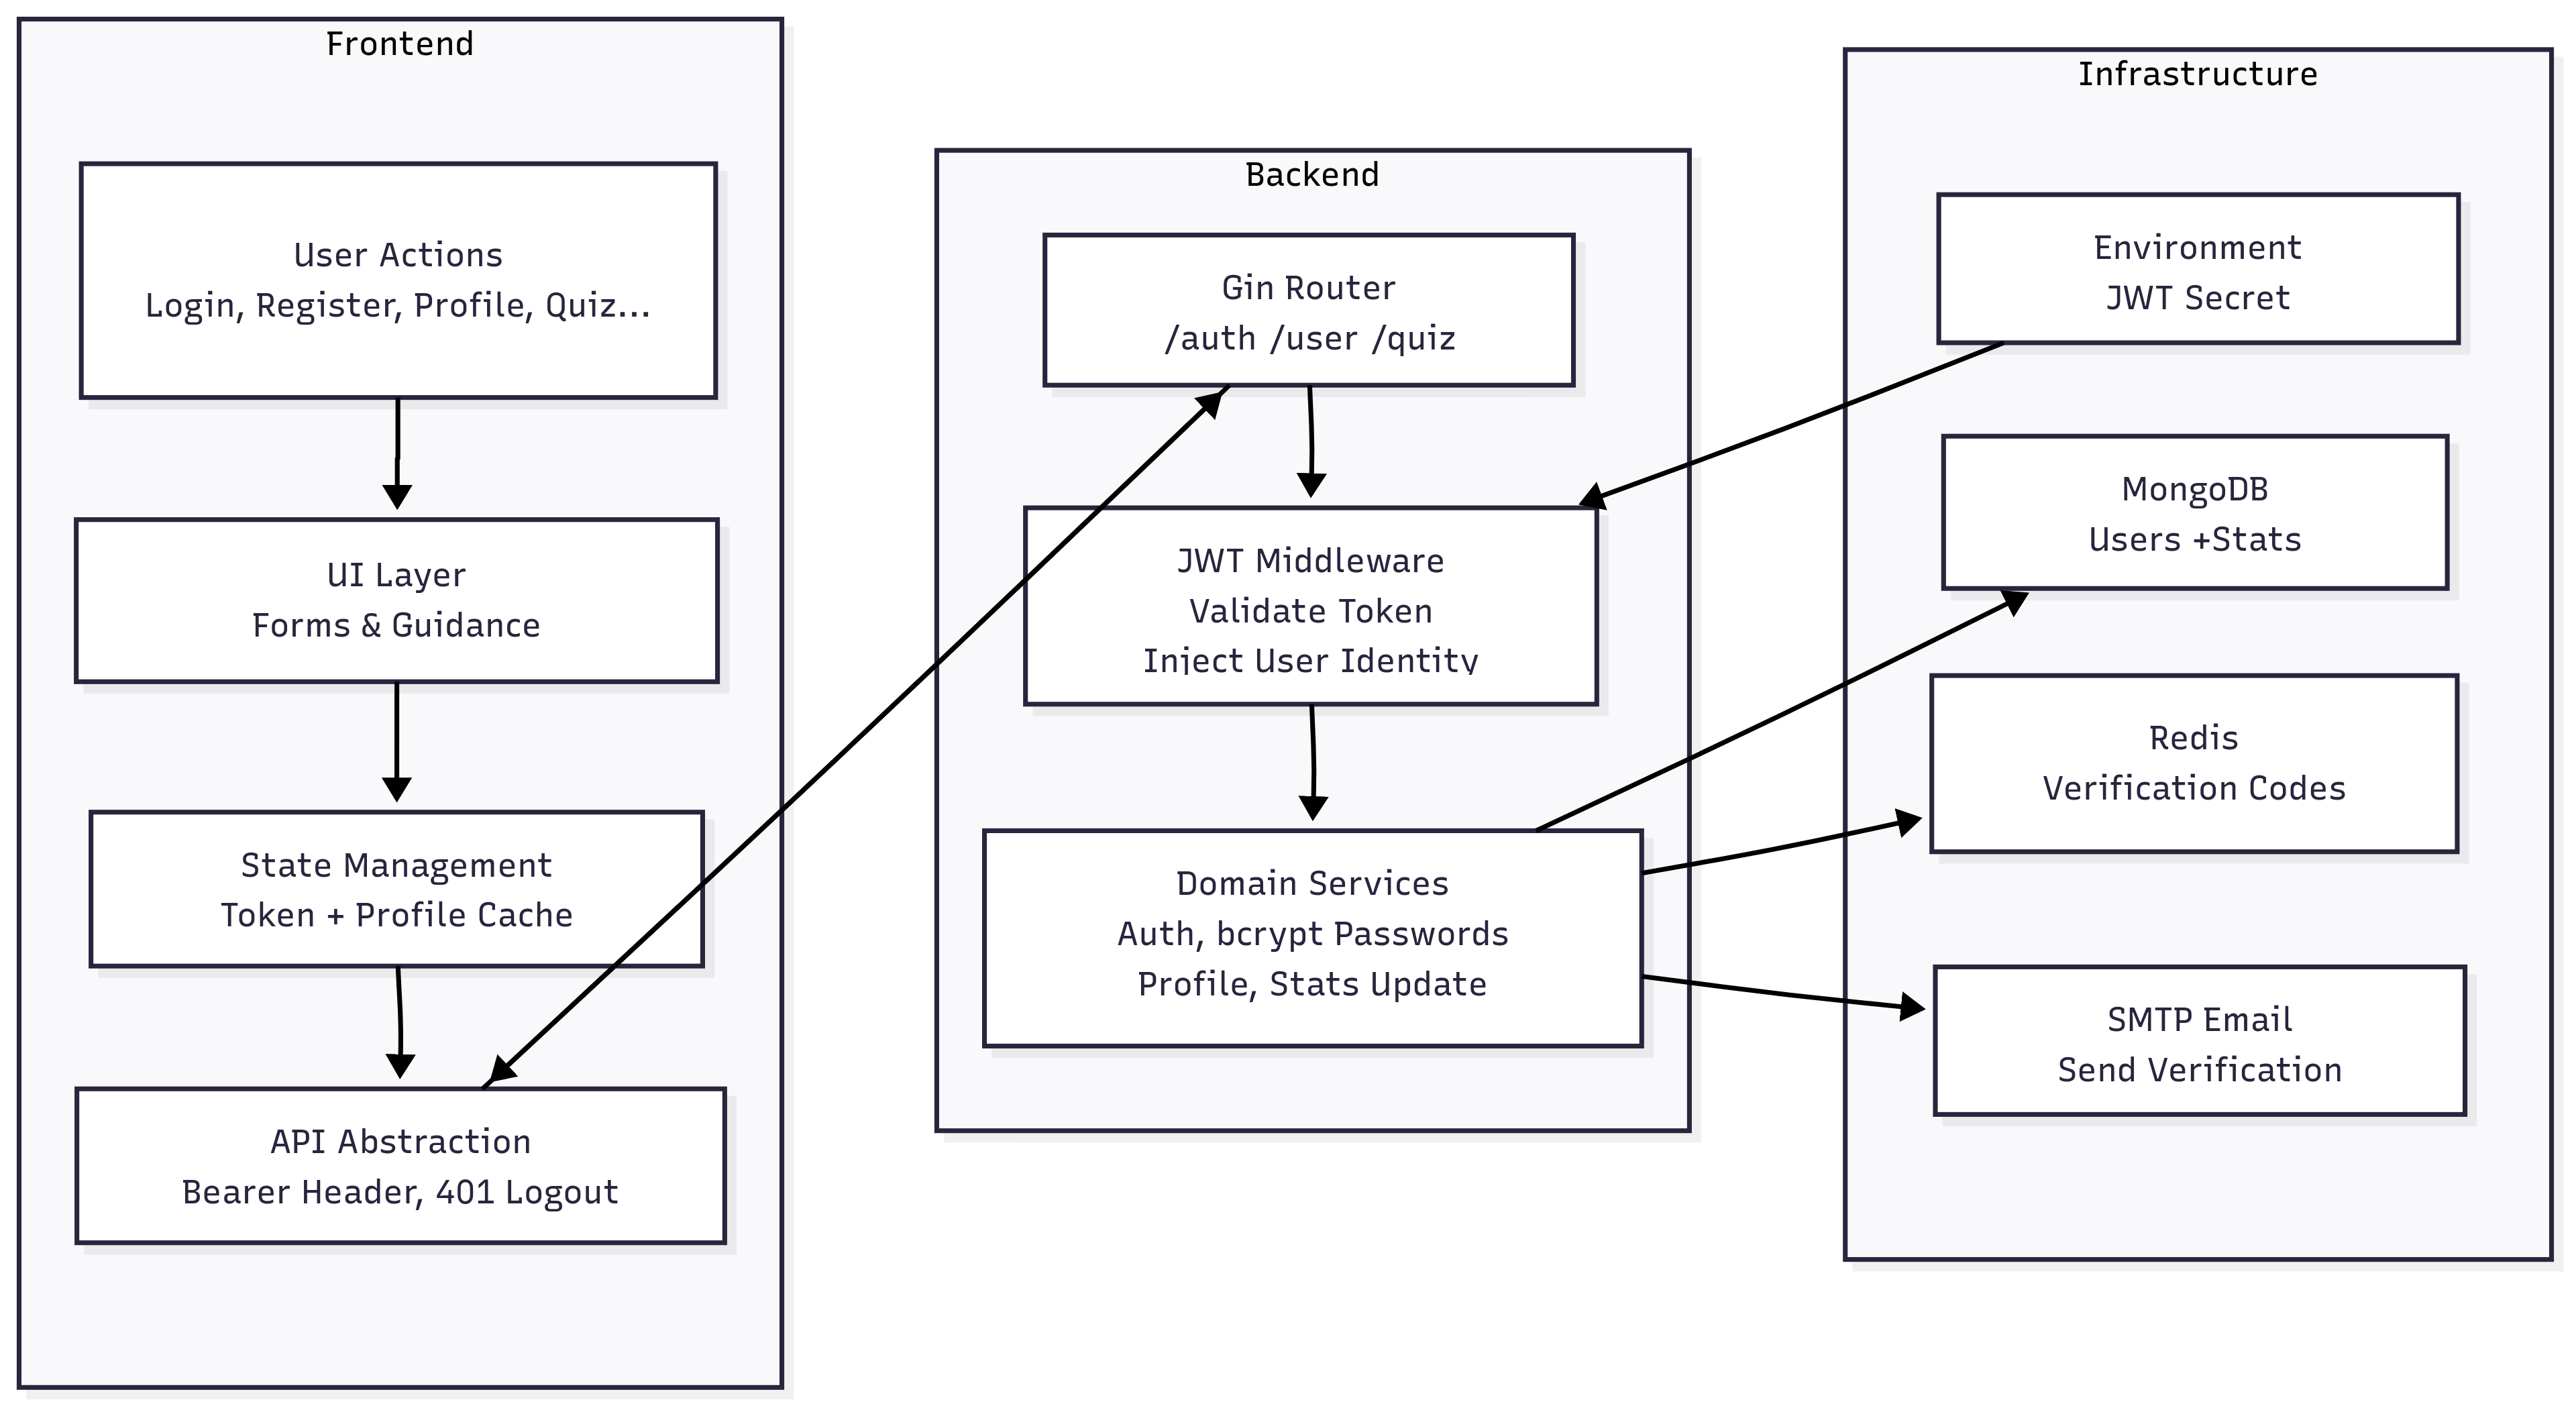 Frontend
User Actions
Login, Register, Profile, Quiz...
UI Layer
Forms & Guidance
State Management
Token + Profile Cache
API Abstraction
Bearer Header, 401 Logout
Backend
Gin Router
/auth /user /quiz
JWT Middleware
Validate Token
Inject User Identity
Domain Services
Auth, bcrypt Passwords
Profile, Stats Update
Infrastructure
Environment
JWT Secret
MongoDB
Users +Stats
Redis
Verification Codes
SMTP Email
Send Verification